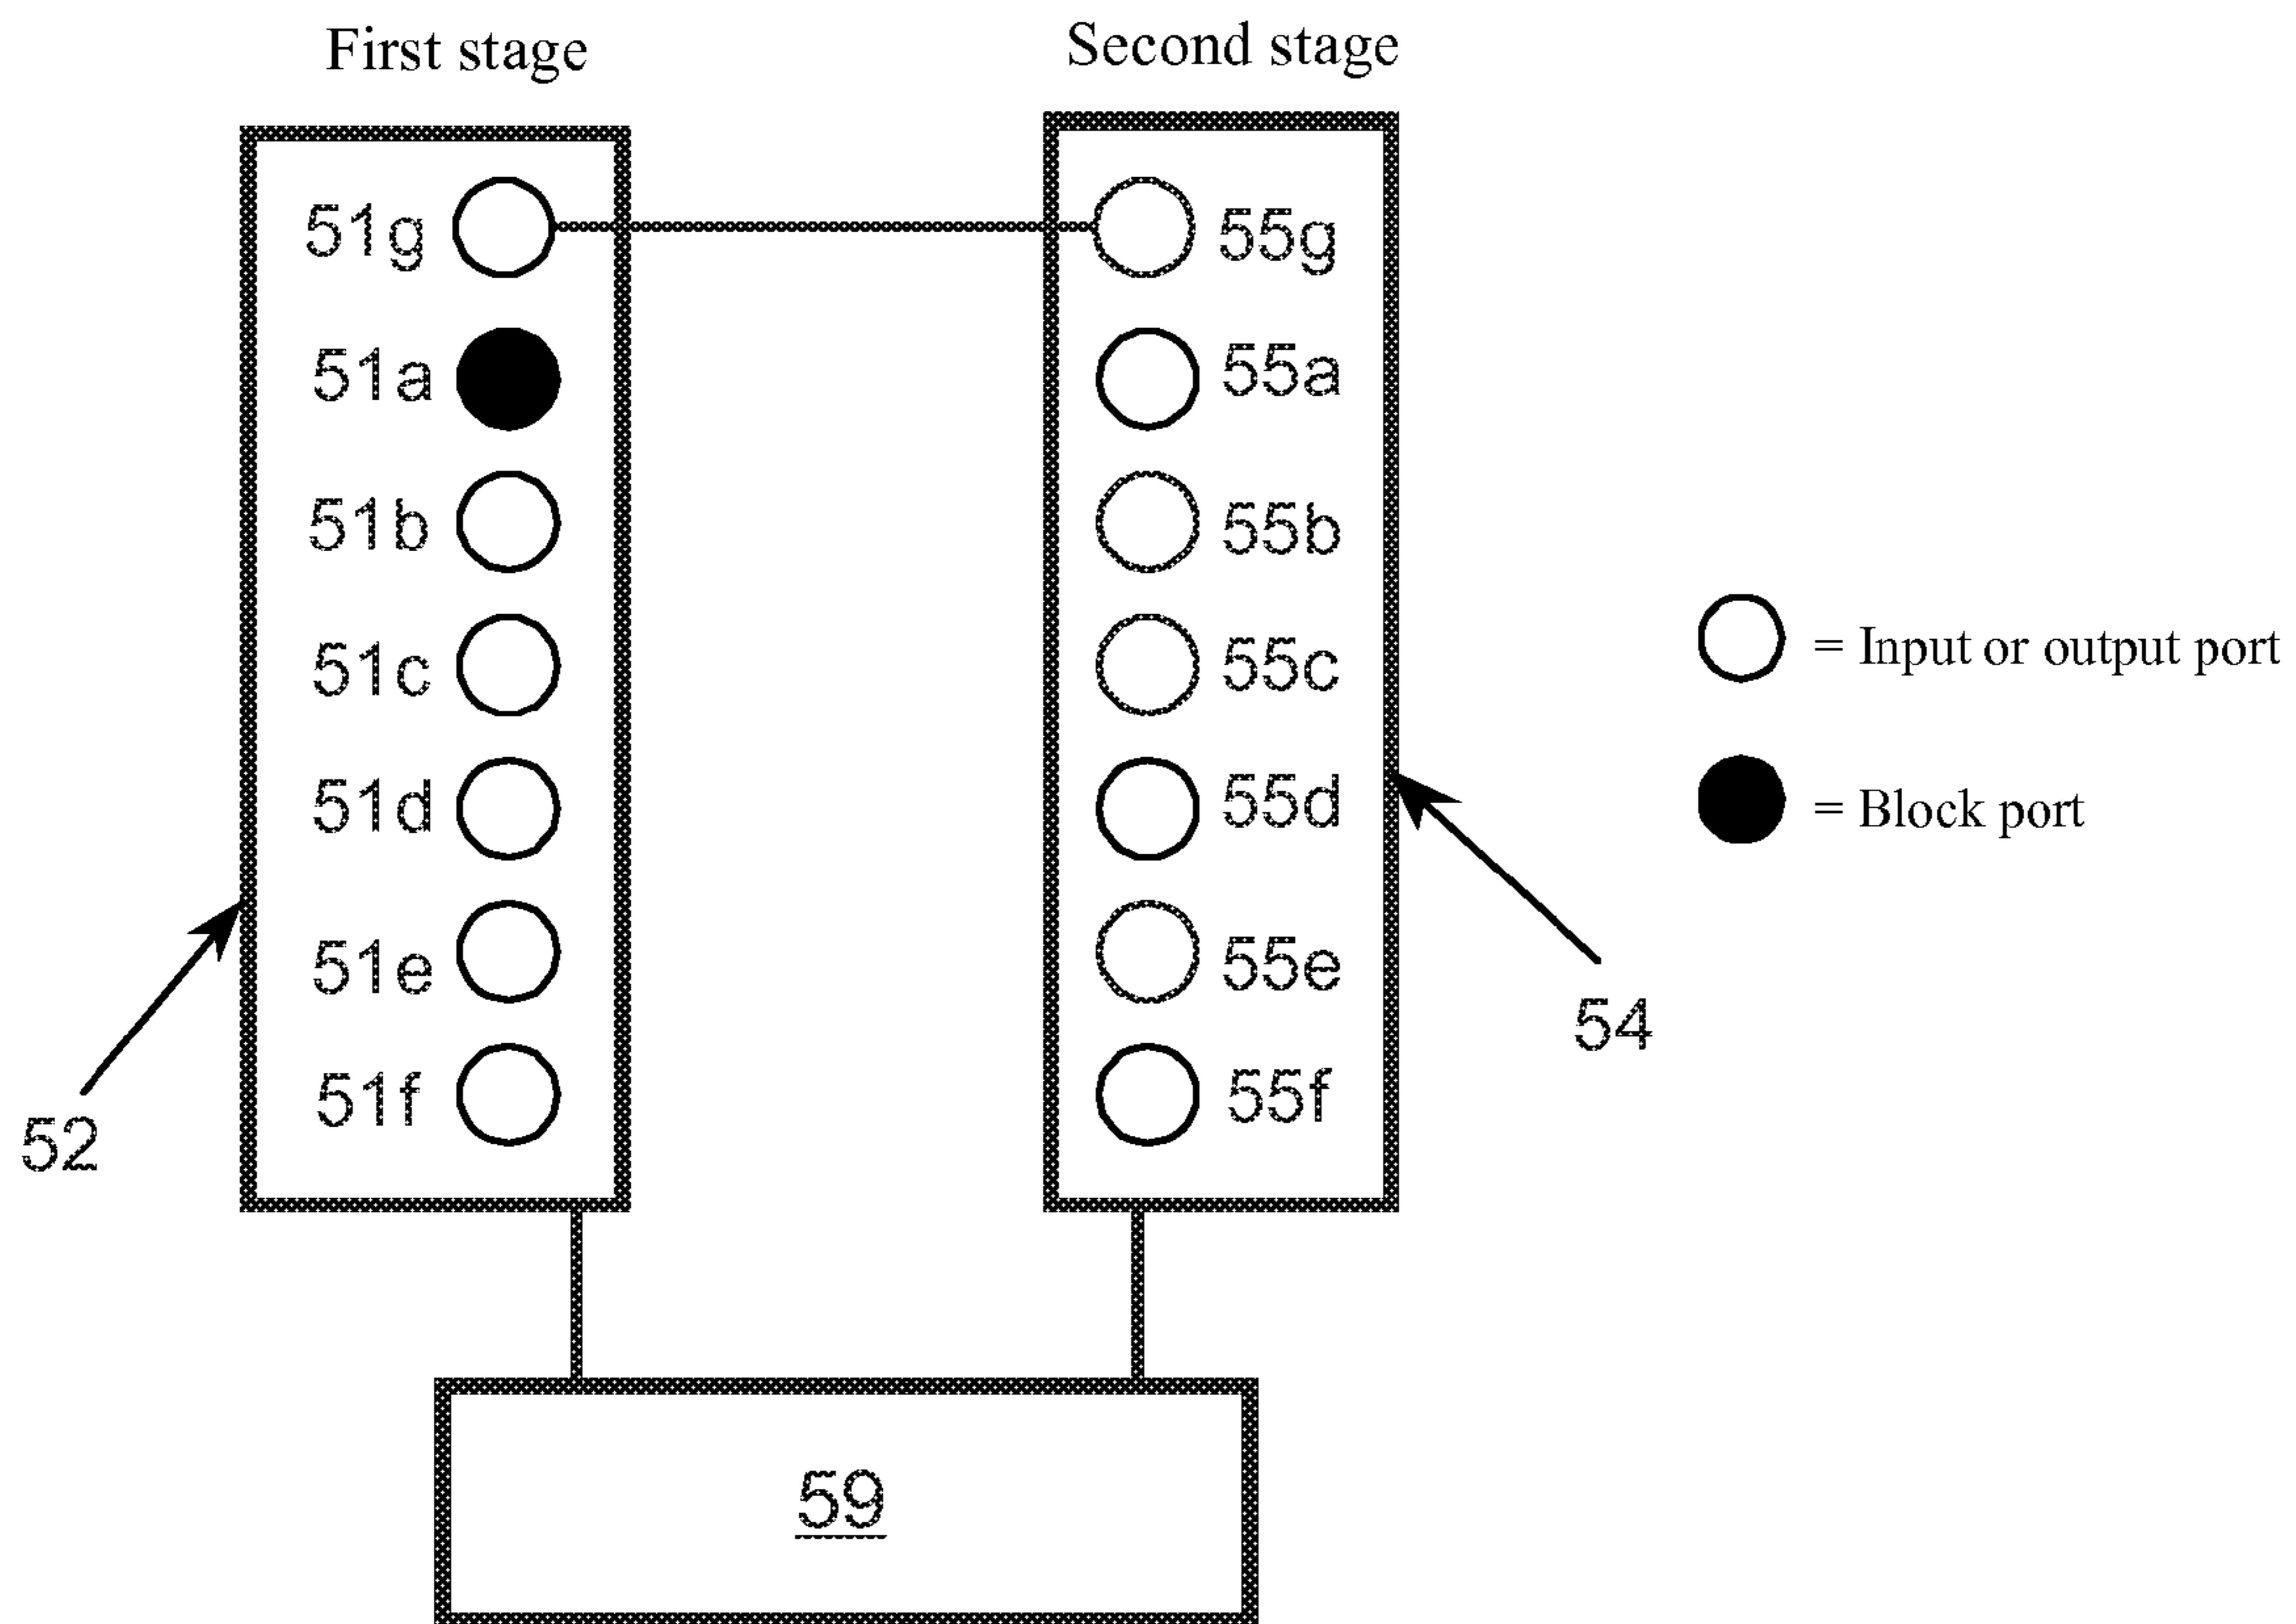 First stage
Second stage
51g
55g
51a
55a
51b
55b
51c
55c
51d
55d
51e
55e
51f
55f
= Input or output port
= Block port
52
54
59